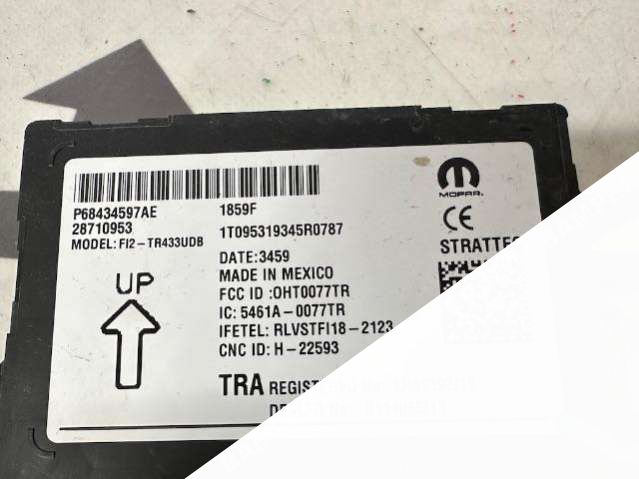 MOPAR.
P68434597AE 1859F
28710953 1T095319345R0787
MODEL: FI2-TR433UDB
CE
DATE:3459
MADE IN MEXICO
UP
FCC ID :OHT0077TR
IC: 5461A-0077TR
IFETEL: RLVSTFI18-2123
CNC ID: H-22593
TRA